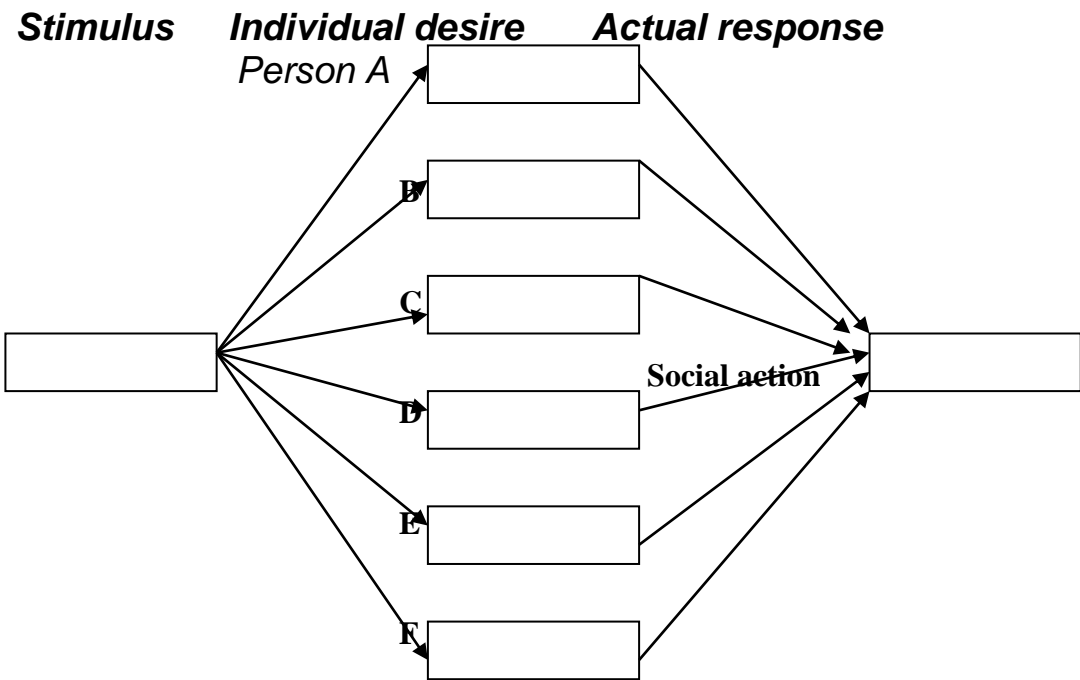 Stimulus Individual desire Actual response
Person A
B
C
Social action
D
E
F